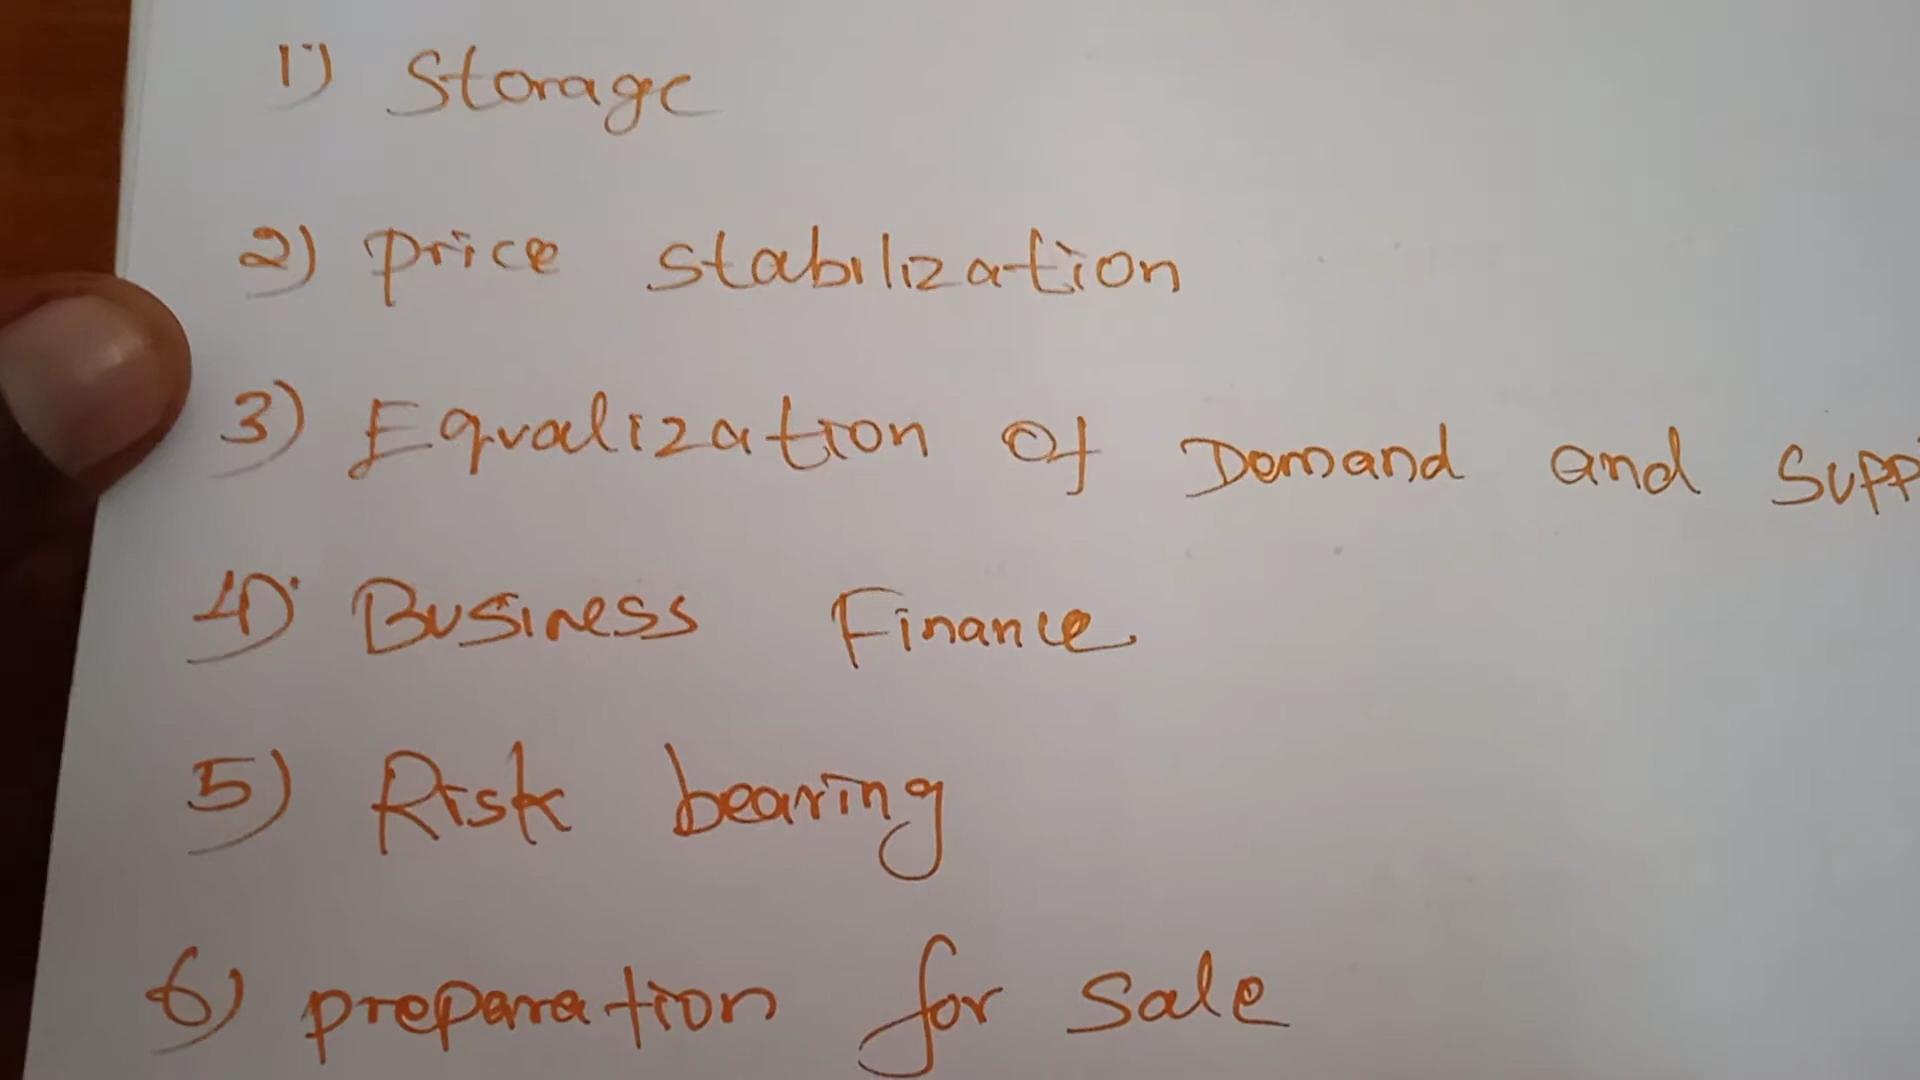 1) Storage
2) price stabilization
3) Equalization of Demand and Supp
4) Business Finance
5) Risk bearing
6) preparation for sale